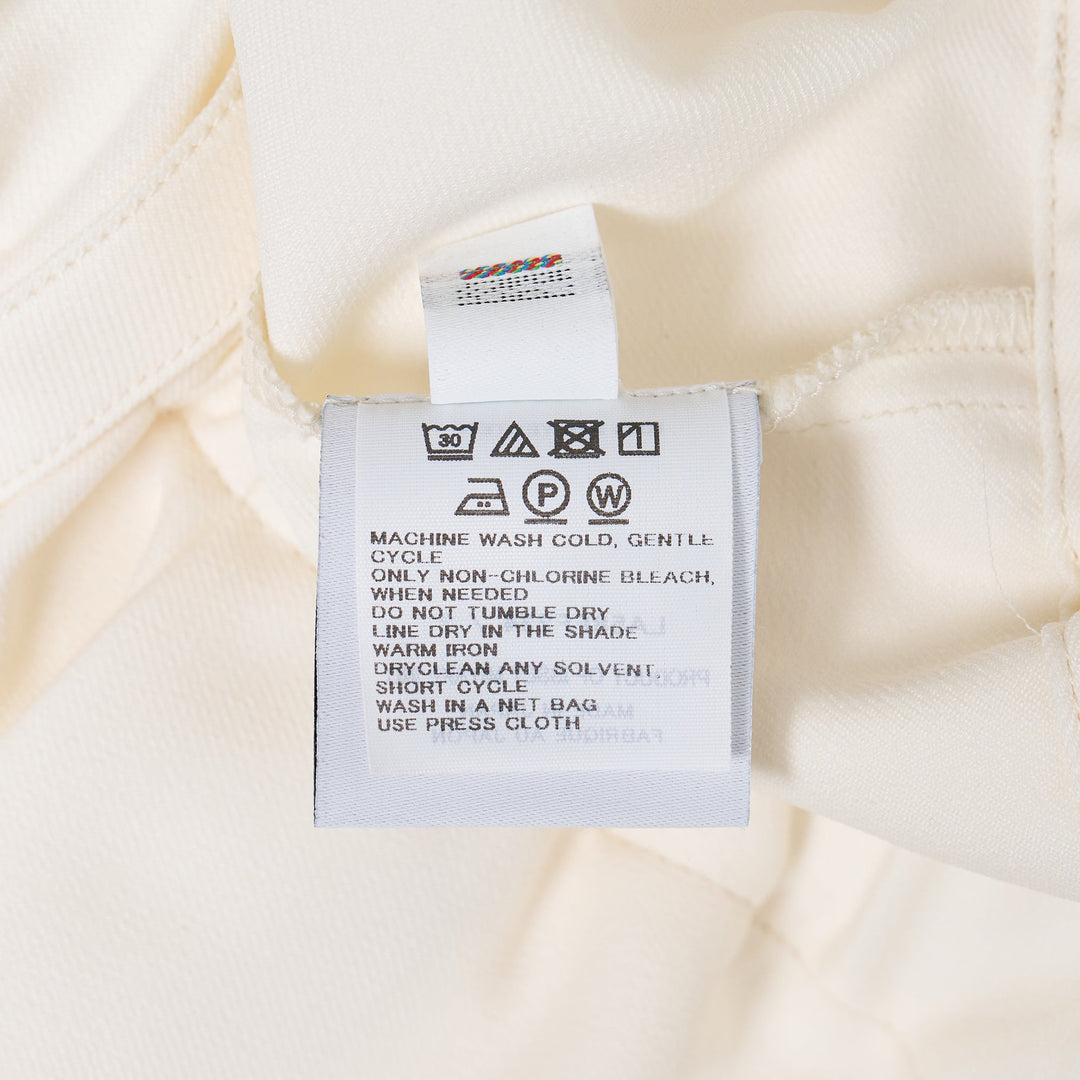 30
P W
MACHINE WASH COLD, GENTLE
CYCLE
ONLY NON-CHLORINE BLEACH,
WHEN NEEDED
DO NOT TUMBLE DRY
LINE DRY IN THE SHADE
WARM IRON
DRYCLEAN ANY SOLVENT,
SHORT CYCLE
WASH IN A NET BAG
USE PRESS CLOTH